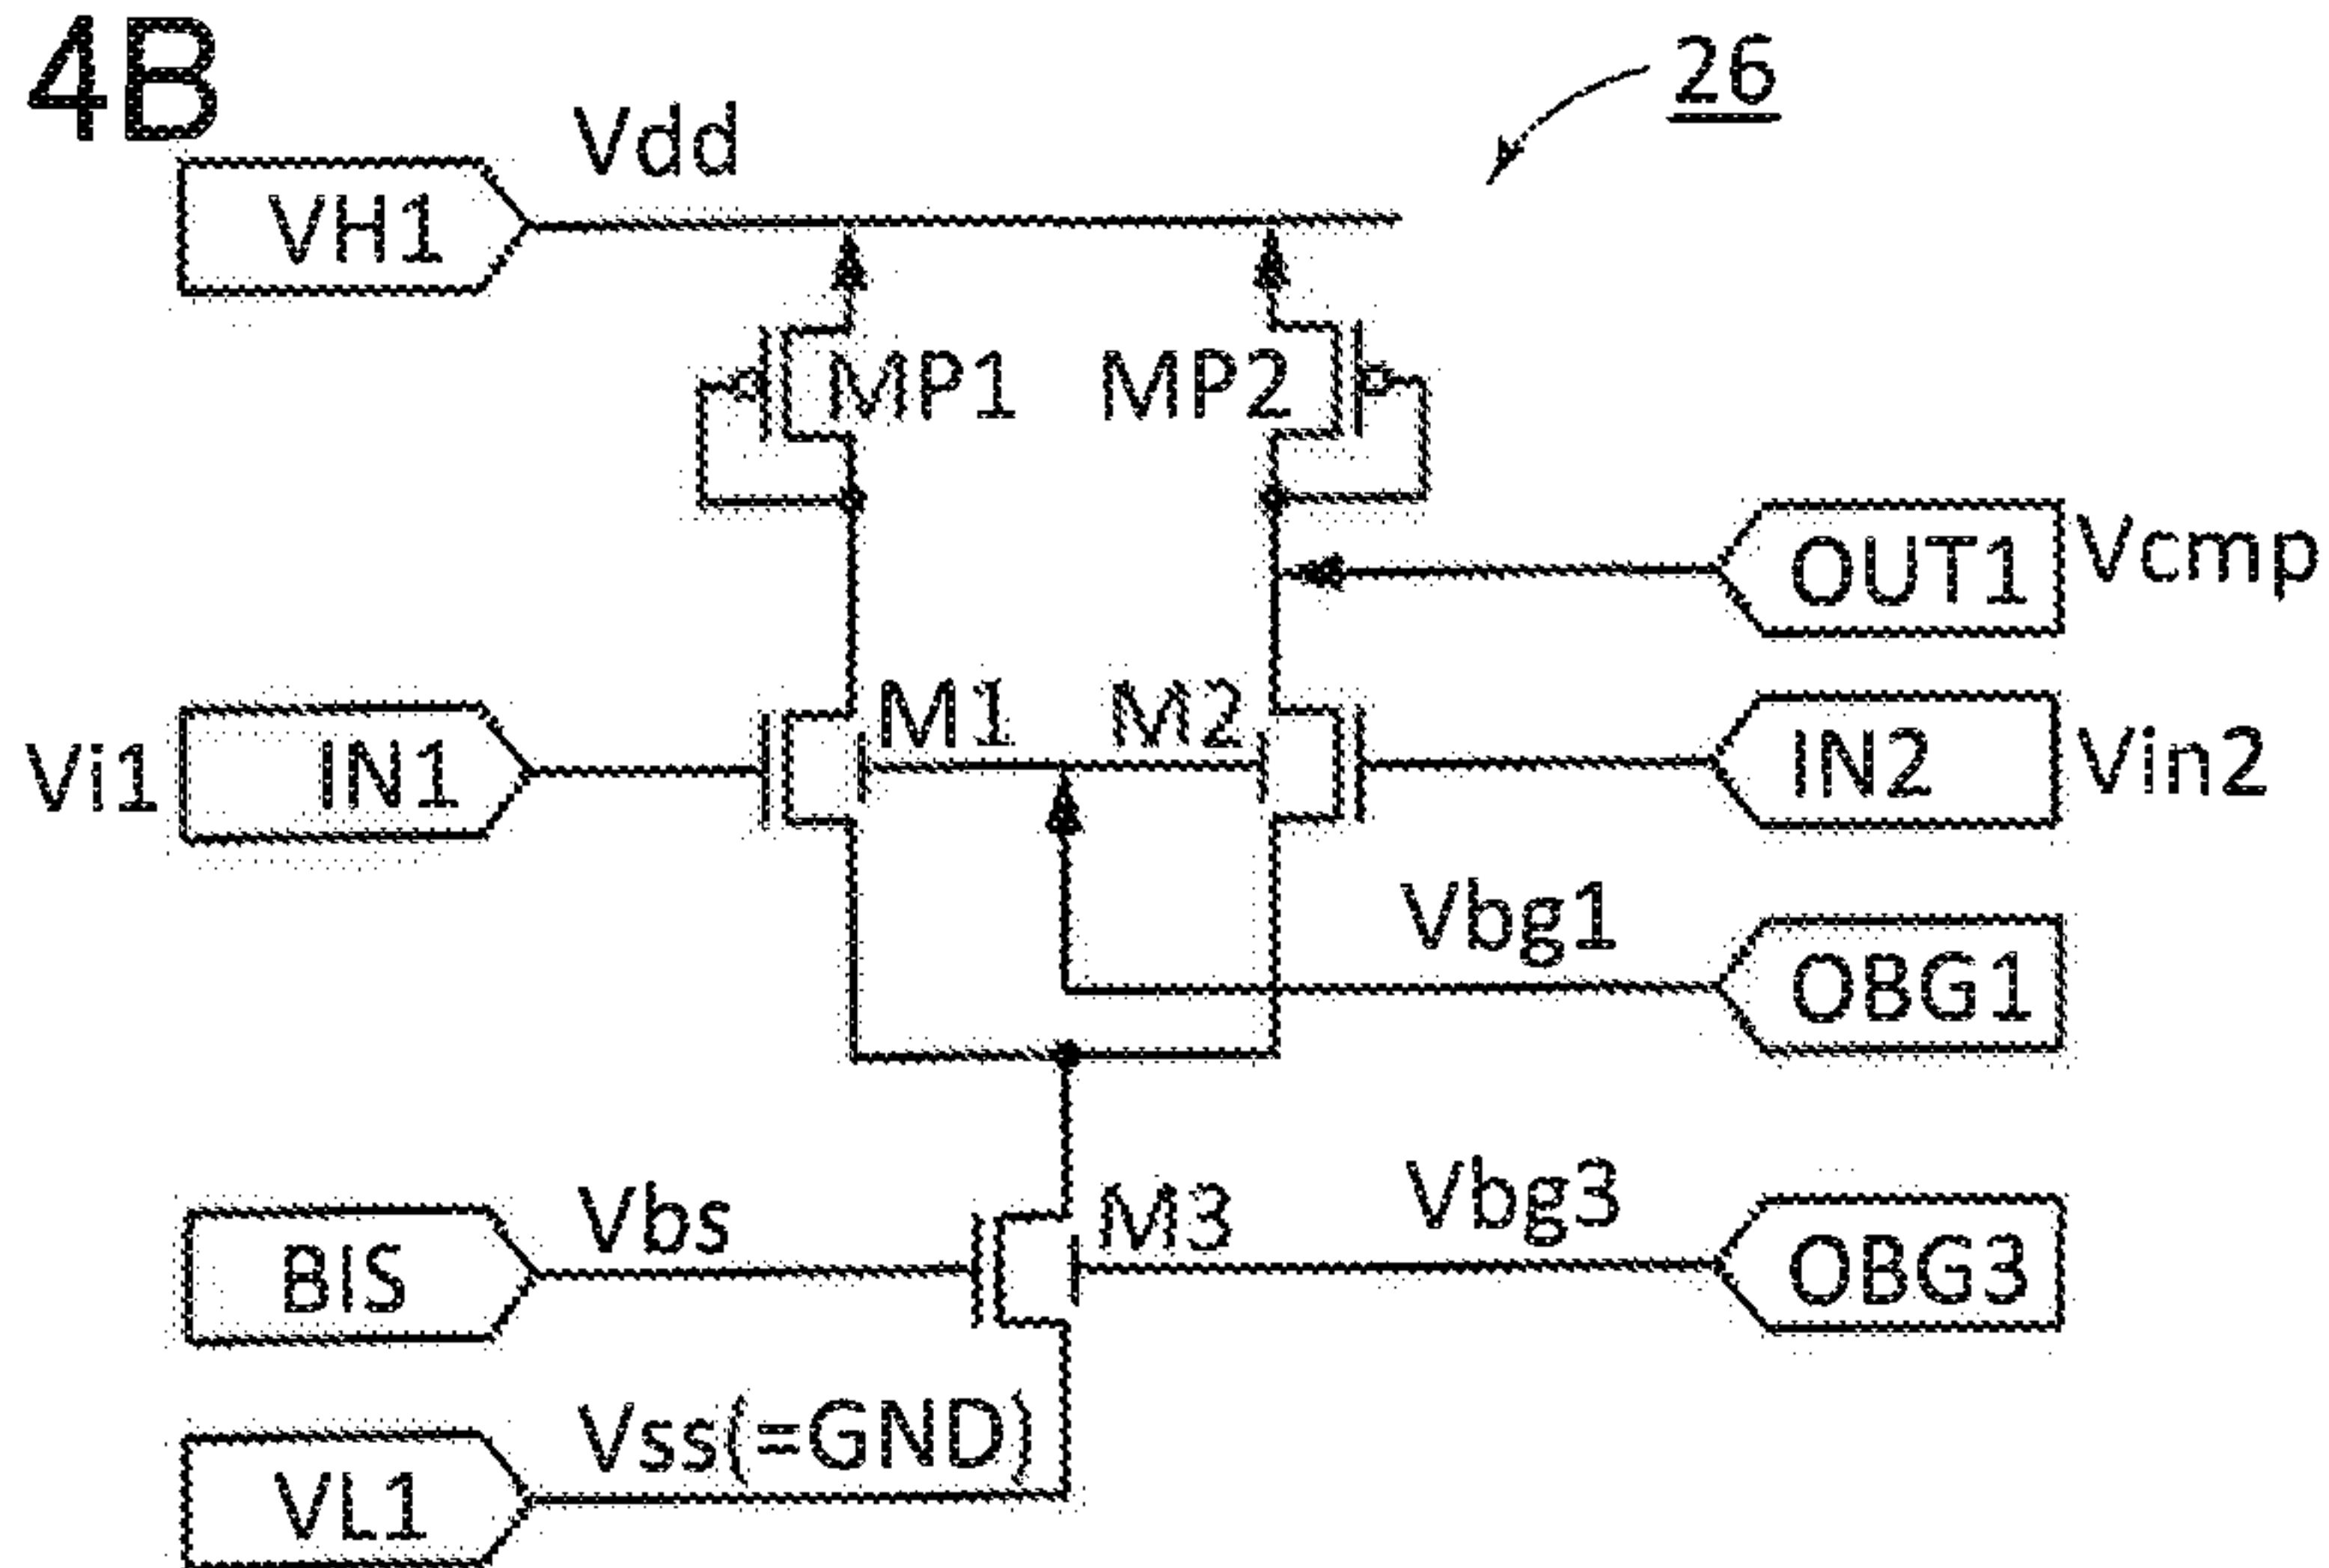 4B
26
Vdd
VH1
MP1 MP2
OUT1 Vcmp
M1 M2
Vi1 IN1
IN2 Vin2
Vbg1
OBG1
Vbs M3 Vbg3
BIS OBG3
Vss(=GND)
VL1